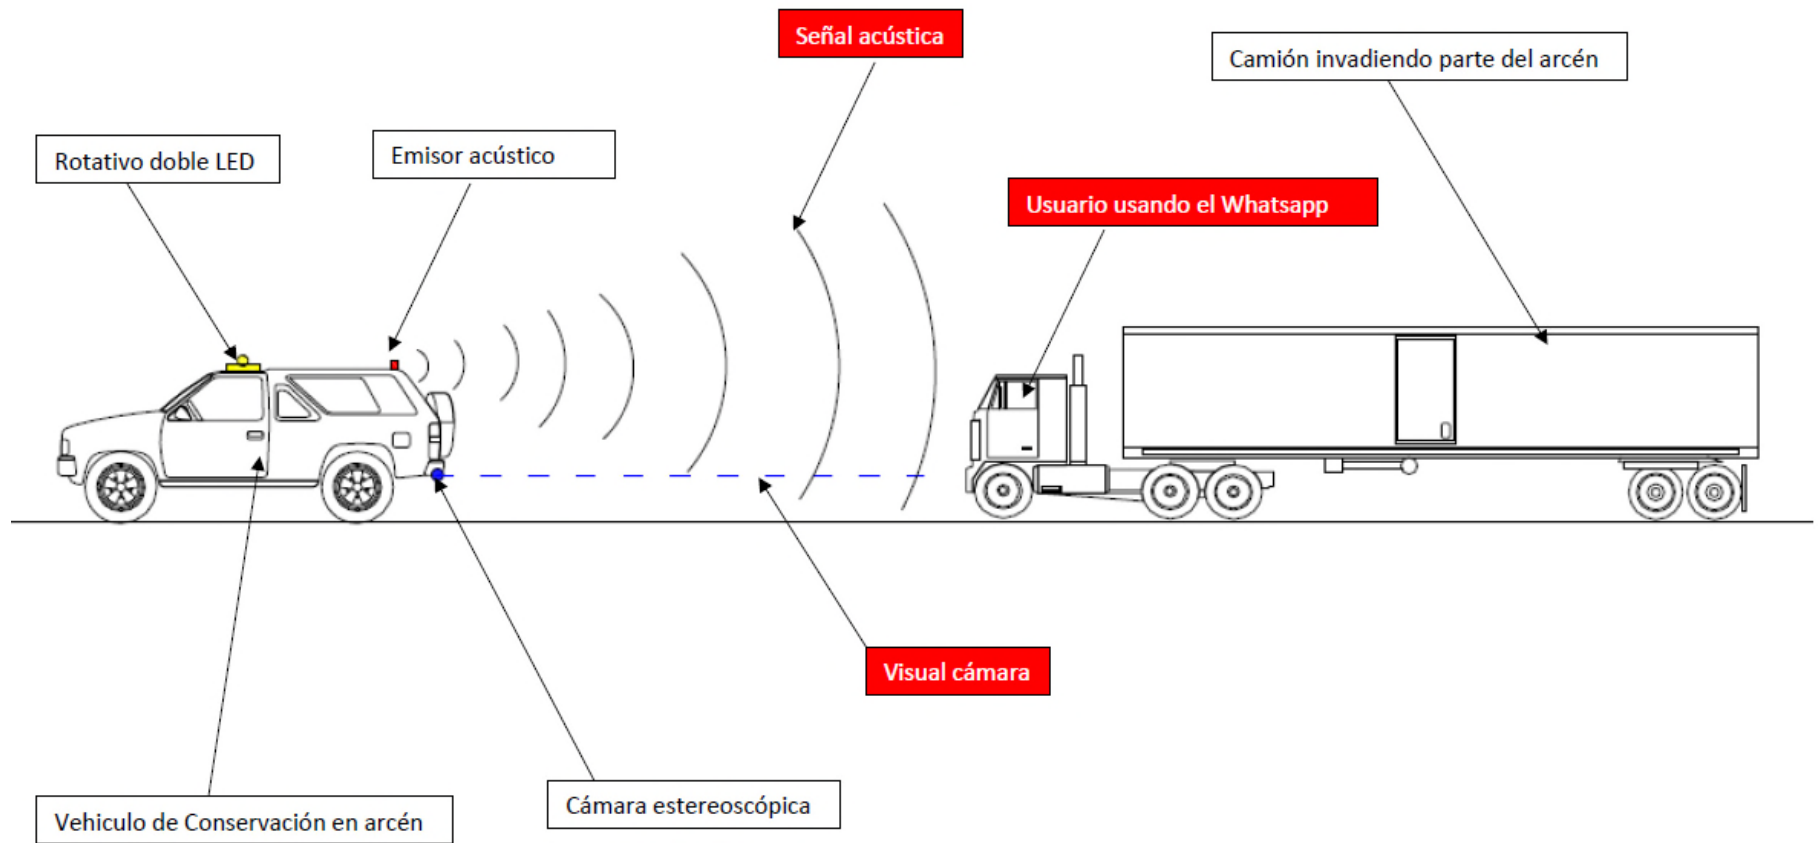 Señal acústica
Camión invadiendo parte del arcén
Rotativo doble LED
Emisor acústico
Usuario usando el Whatsapp
Visual cámara
Cámara estereoscópica
Vehiculo de Conservación en arcén